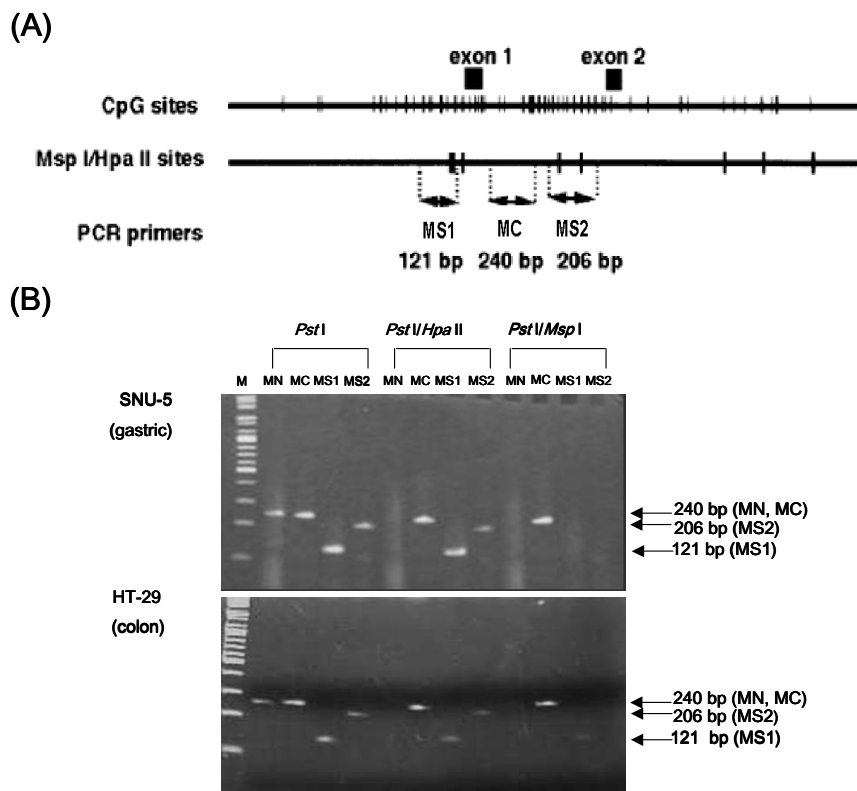 (A)
exon 1 exon 2
CpG sites
Msp I/Hpa II sites
PCR primers
MS1 MC MS2
121 bp 240 bp 206 bp
(B)
Pst I Pst I/Hpa II Pst I/Msp I
M MN MC MS1 MS2 MN MC MS1 MS2 MN MC MS1 MS2
SNU-5
(gastric)
240 bp (MN, MC)
206 bp (MS2)
121 bp (MS1)
HT-29
(colon)
240 bp (MN, MC)
206 bp (MS2)
121 bp (MS1)